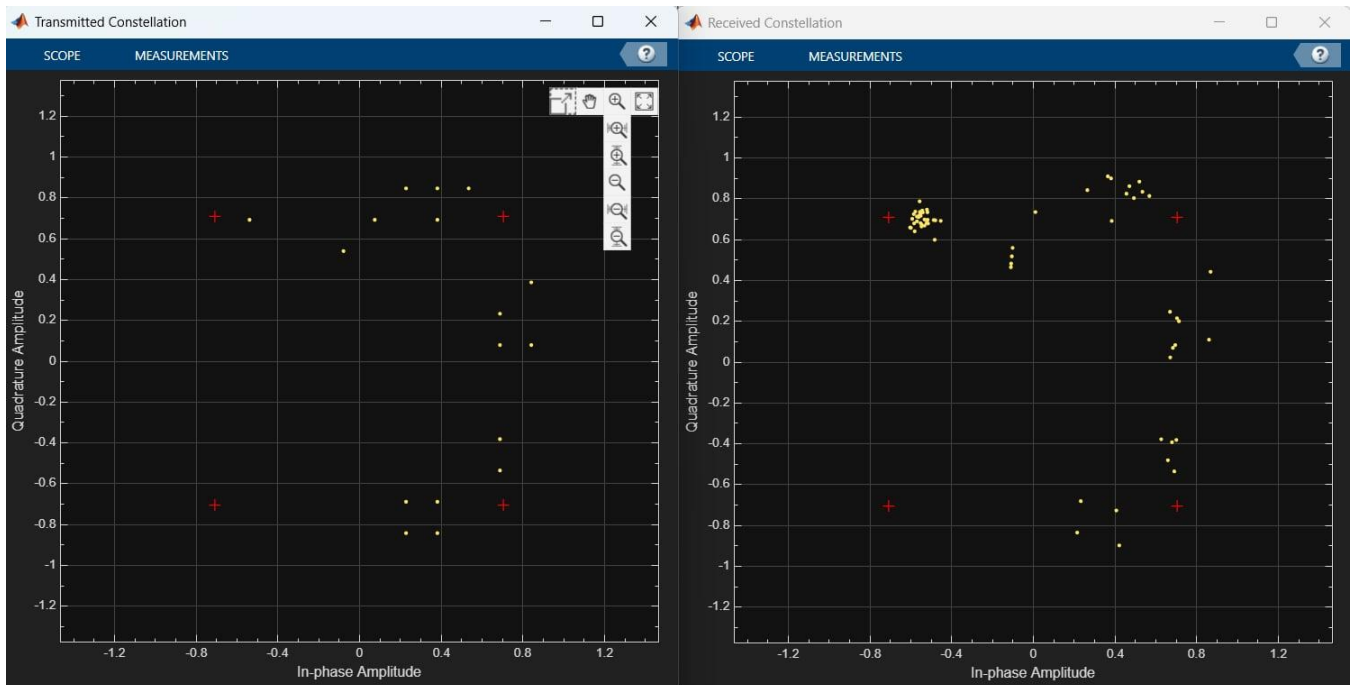 Transmitted Constellation
SCOPE MEASUREMENTS ?
1.2
1
0.8
0.6
0.4
0.2
0
-0.2
-0.4
-0.6
-0.8
-1
-1.2
Quadrature Amplitude
-1.2 -0.8 -0.4 0 0.4 0.8 1.2
In-phase Amplitude
Received Constellation
SCOPE MEASUREMENTS ?
1.2
1
0.8
0.6
0.4
0.2
0
-0.2
-0.4
-0.6
-0.8
-1
-1.2
Quadrature Amplitude
-1.2 -0.8 -0.4 0 0.4 0.8 1.2
In-phase Amplitude